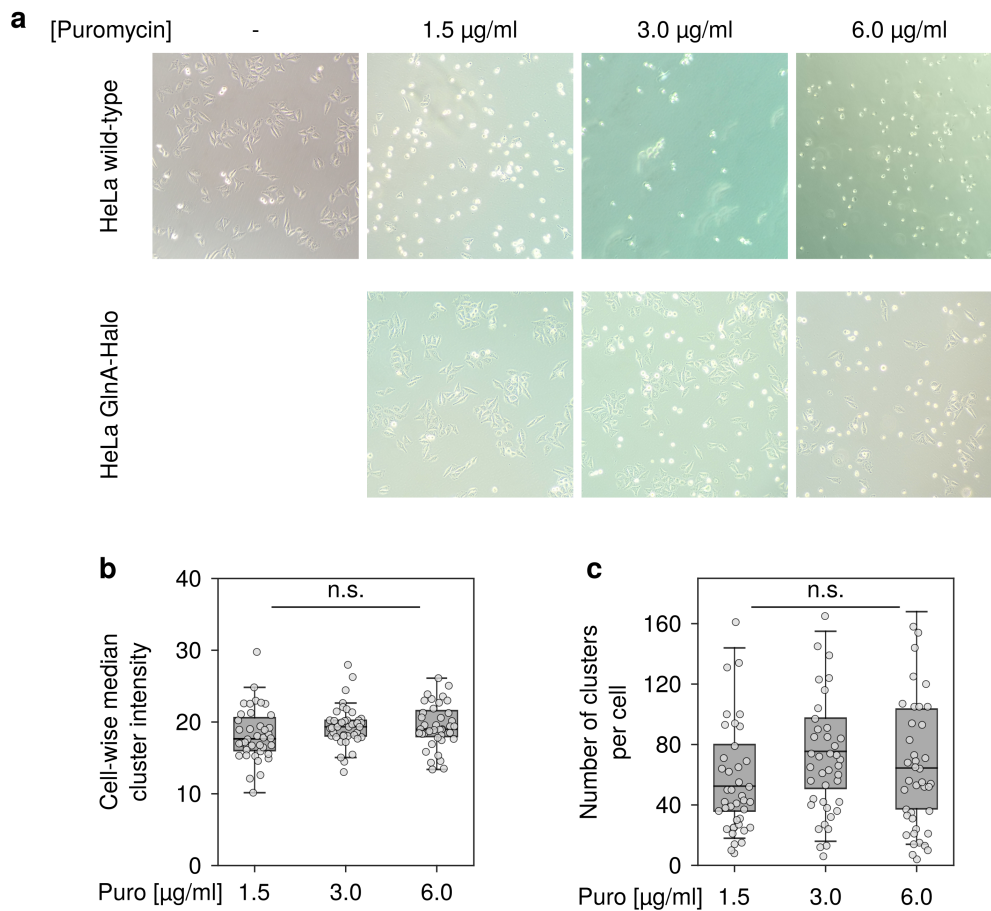 a
[Puromycin] - 1.5 µg/ml 3.0 µg/ml 6.0 µg/ml
HeLa wild-type
HeLa GlnA-Halo
b
Cell-wise median
cluster intensity
40
30
20
10
0
n.s.
Puro [µg/ml] 1.5 3.0 6.0
c
Number of clusters
per cell
160
120
80
40
0
n.s.
Puro [µg/ml] 1.5 3.0 6.0